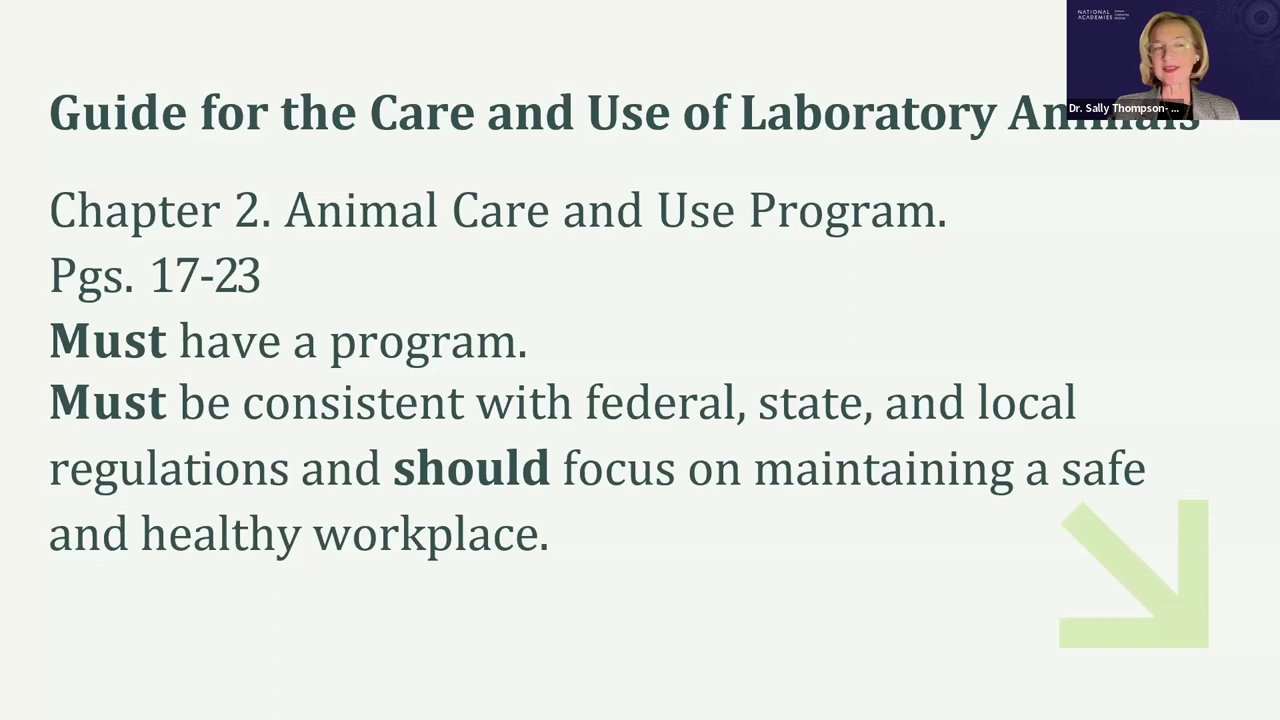 NATIONAL
ACADEMIES
Dr. Sally Thompson- ...
Guide for the Care and Use of Laboratory Animals
Chapter 2. Animal Care and Use Program.
Pgs. 17-23
Must have a program.
Must be consistent with federal, state, and local
regulations and should focus on maintaining a safe
and healthy workplace.